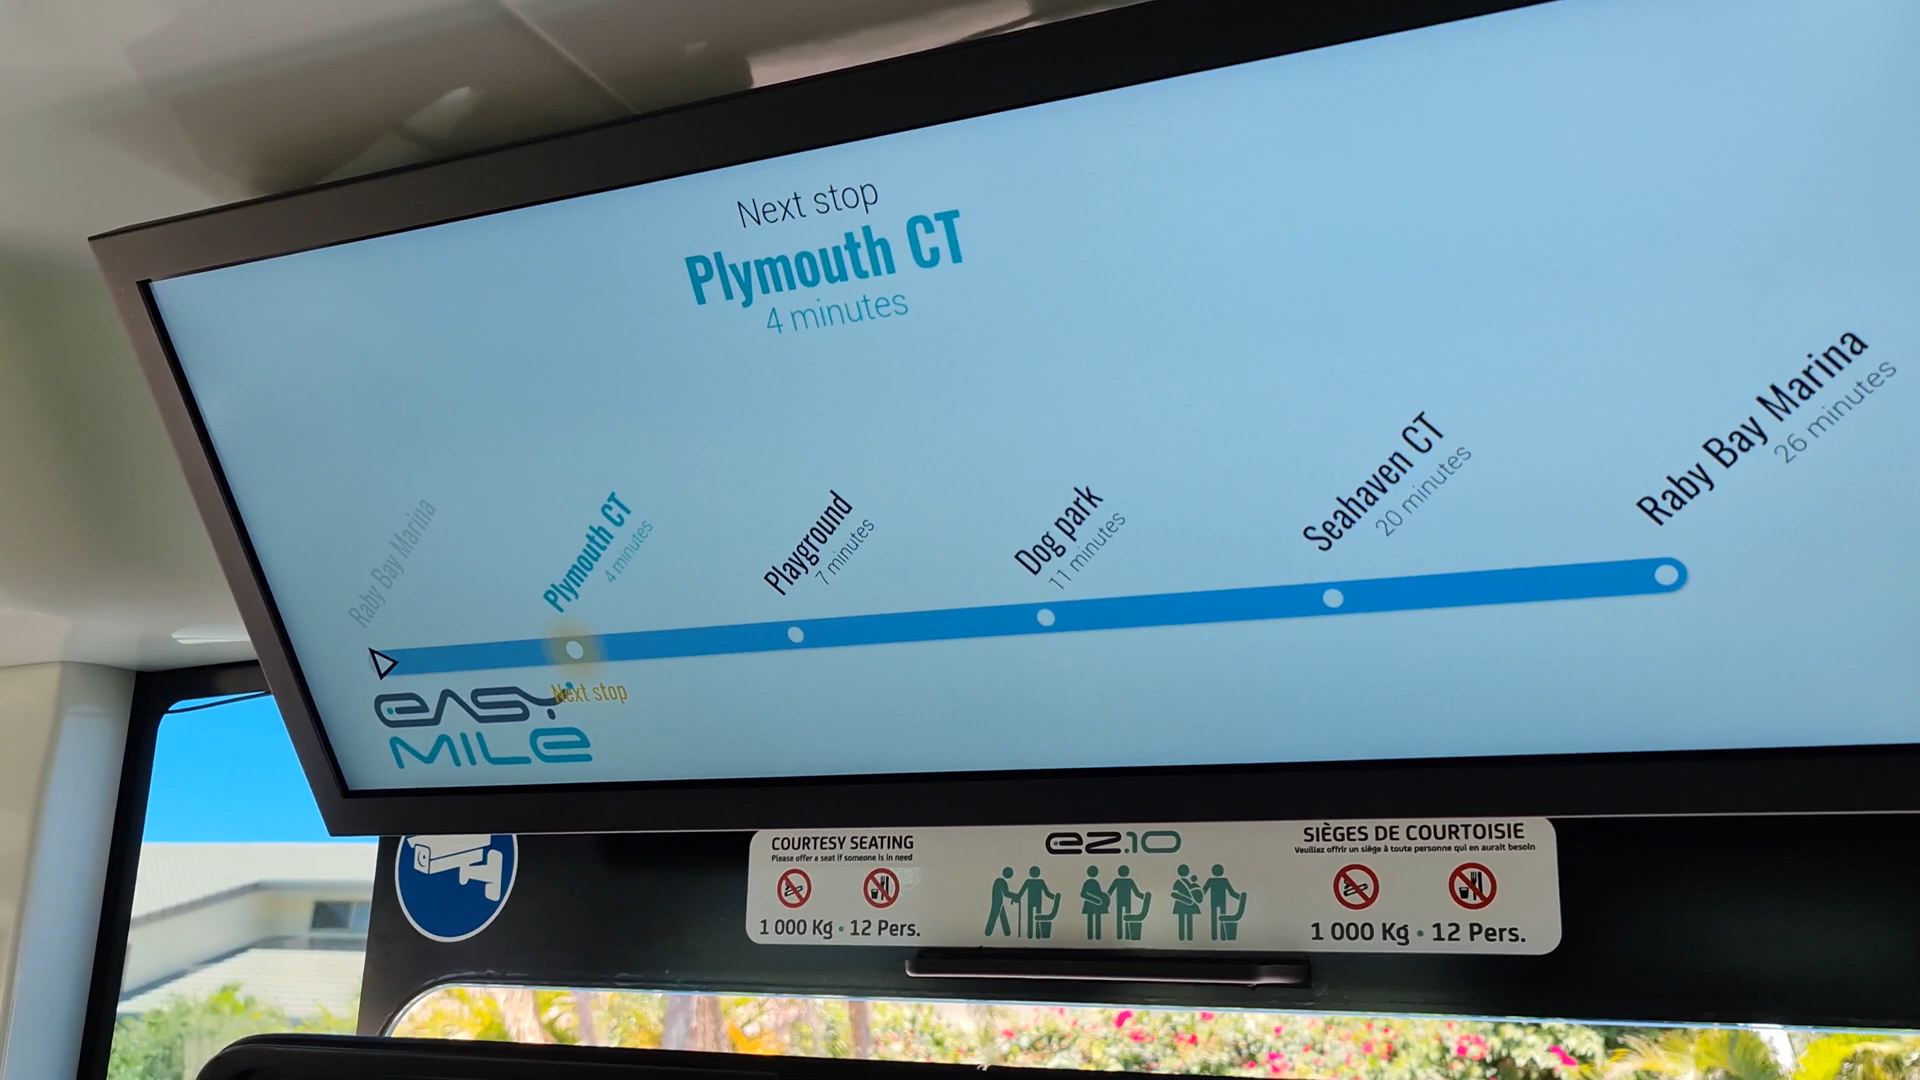 Next stop
Plymouth CT
4 minutes
Raby Bay Marina
Plymouth CT
4 minutes
Playground
7 minutes
Dog park
11 minutes
Seahaven CT
20 minutes
Raby Bay Marina
26 minutes
Next stop
eASY
MILe
COURTESY SEATING
Please offer a seat if someone is in need
1 000 Kg • 12 Pers.
eZ10
SIÈGES DE COURTOISIE
Veuillez offrir un siège à toute personne qui en aurait besoin
1 000 Kg • 12 Pers.